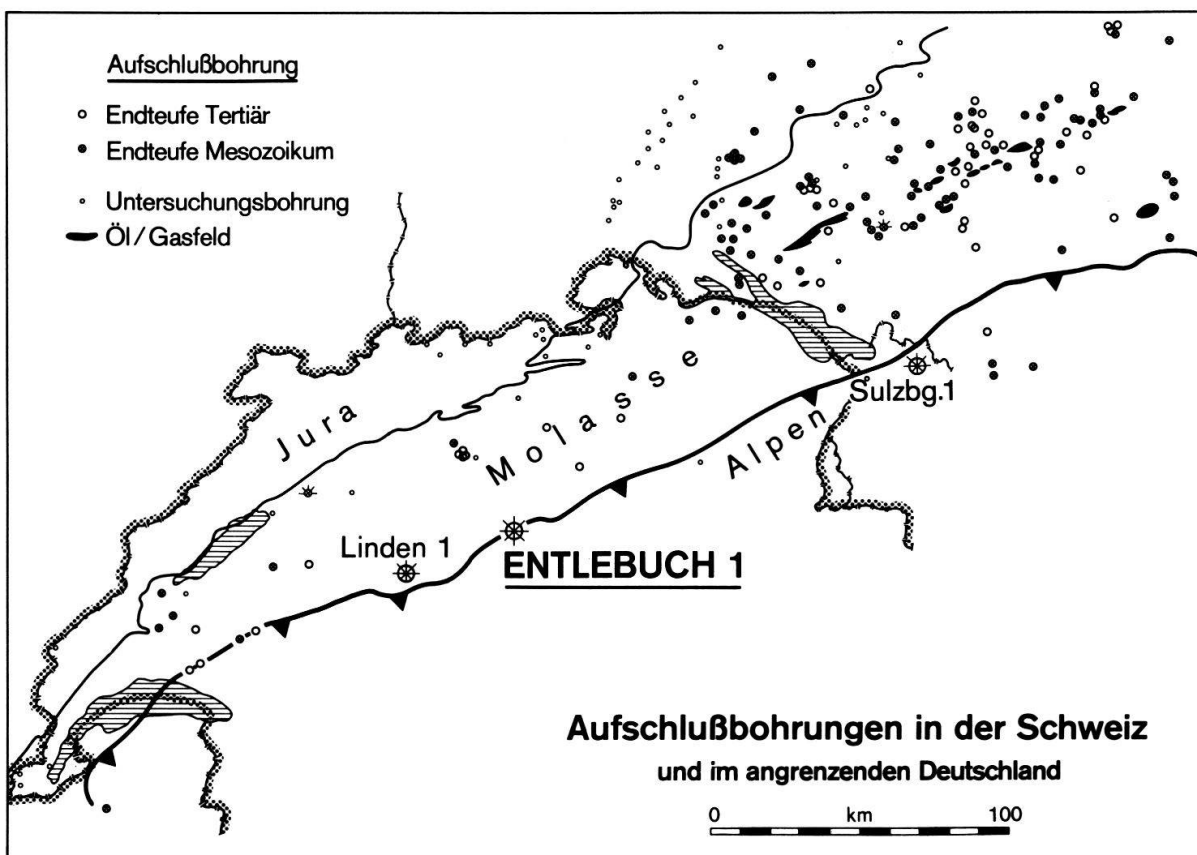 Aufschlußbohrung
Endteufe Tertiär
Endteufe Mesozoikum
Untersuchungsbohrung
Öl/Gasfeld
Jura
Molasse
Alpen
Sulzbg.1
Linden 1
ENTLEBUCH 1
Aufschlußbohrungen in der Schweiz
und im angrenzenden Deutschland
0 km 100